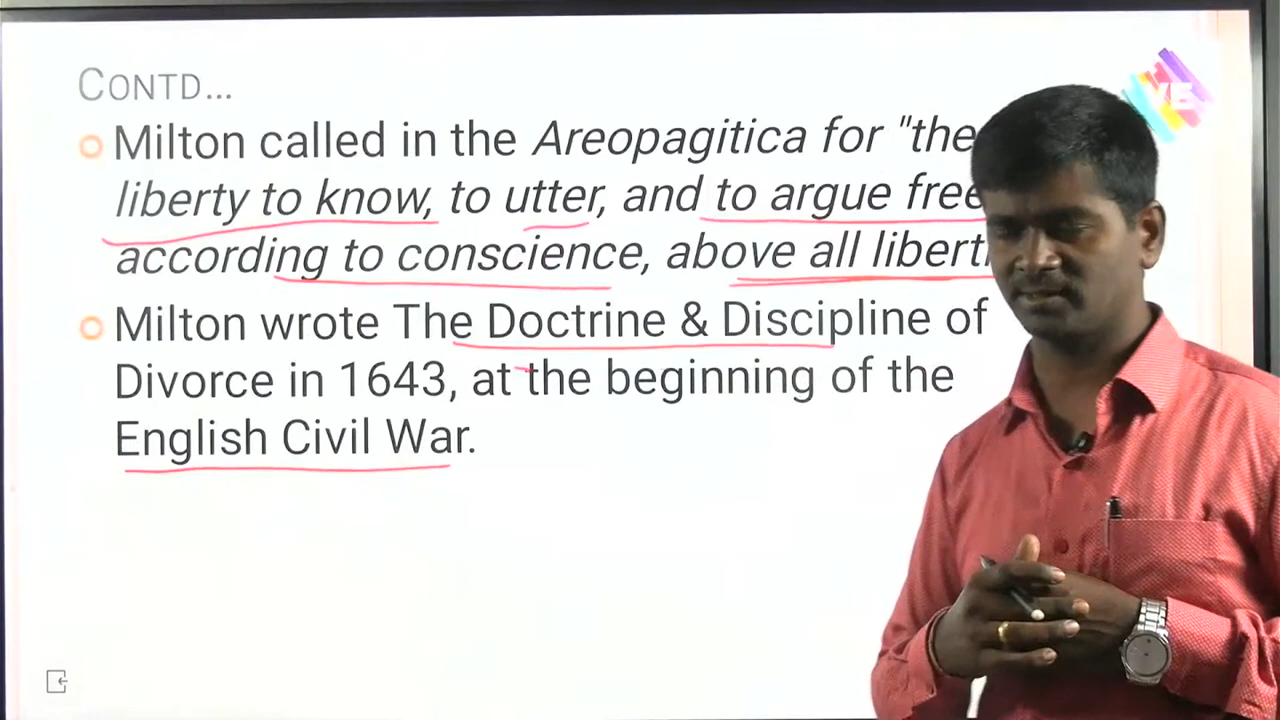 CONTD...
Milton called in the Areopagitica for "the
liberty to know, to utter, and to argue
according to conscience, above all
Milton wrote The Doctrine & Discipline of
Divorce in 1643, at the beginning of the
English Civil War.
YE